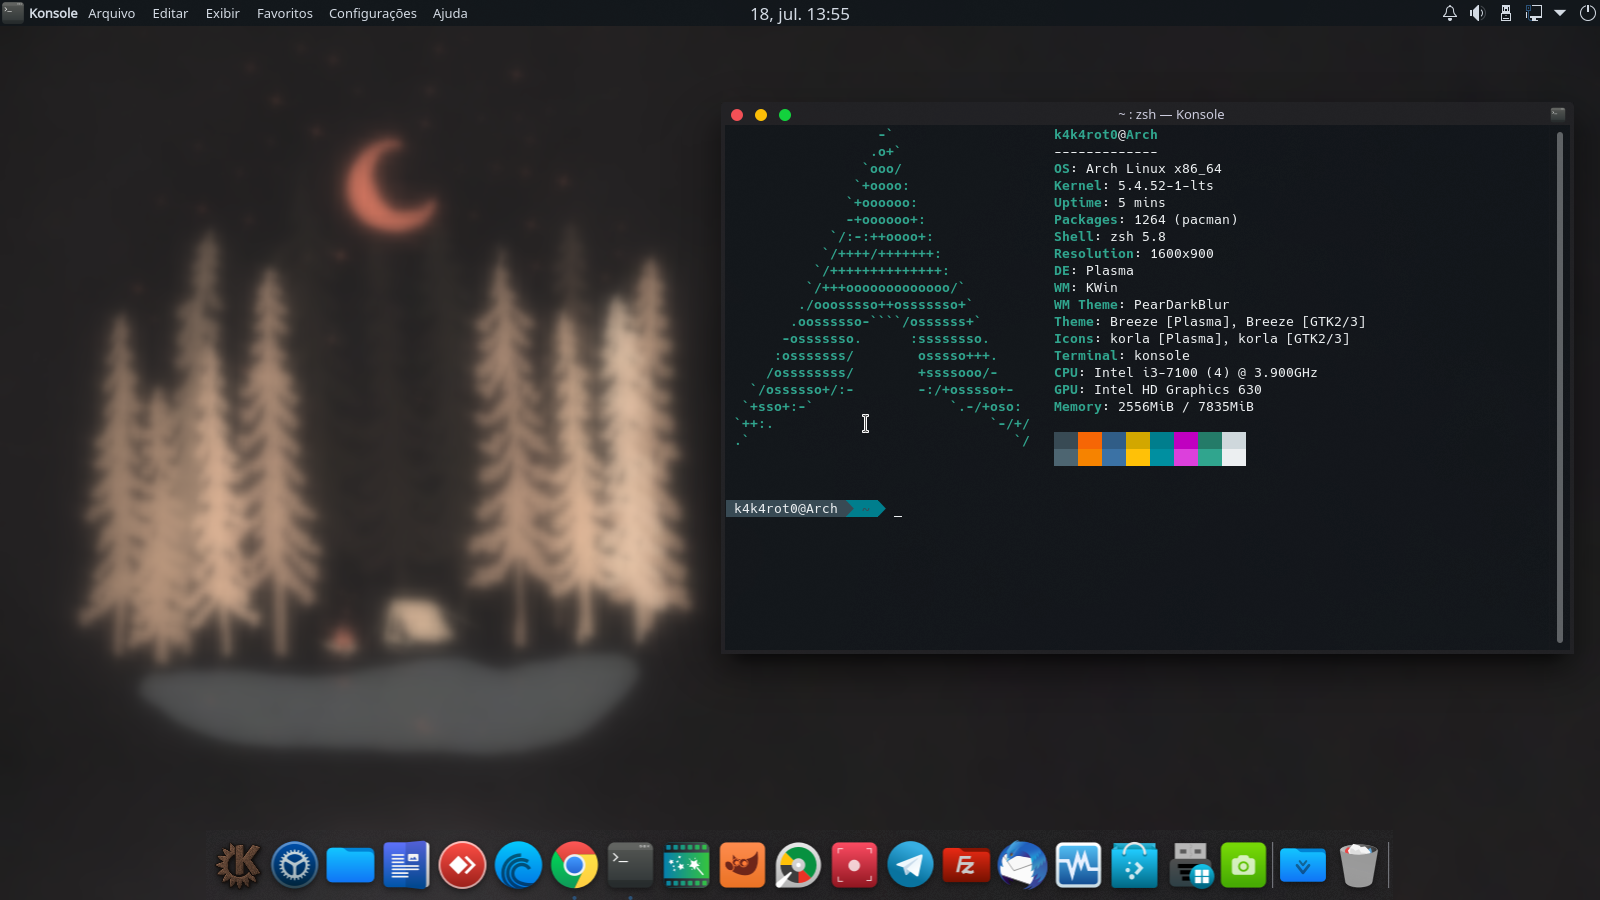 Konsole Arquivo Editar Exibir Favoritos Configurações Ajuda
18, jul. 13:55
~ : zsh — Konsole
-`
.o+`
`ooo/
`+oooo:
`+oooooo:
-+oooooo+:
`/:-:++oooo+:
`/++++/+++++++:
`/++++++++++++++:
`/+++ooooooooooooo/`
./ooosssso++osssssso+`
.oossssso-````/ossssss+`
-osssssso. :ssssssso.
:osssssss/ osssso+++.
/ossssssss/ +ssssooo/-
`/ossssso+/:- -:/+osssso+-
`+sso+:-` `.-/+oso:
`++:. `-/+/
.` `/
k4k4rot0@Arch
-------------
OS: Arch Linux x86_64
Kernel: 5.4.52-1-lts
Uptime: 5 mins
Packages: 1264 (pacman)
Shell: zsh 5.8
Resolution: 1600x900
DE: Plasma
WM: KWin
WM Theme: PearDarkBlur
Theme: Breeze [Plasma], Breeze [GTK2/3]
Icons: korla [Plasma], korla [GTK2/3]
Terminal: konsole
CPU: Intel i3-7100 (4) @ 3.900GHz
GPU: Intel HD Graphics 630
Memory: 2556MiB / 7835MiB
k4k4rot0@Arch ~ _
Fz